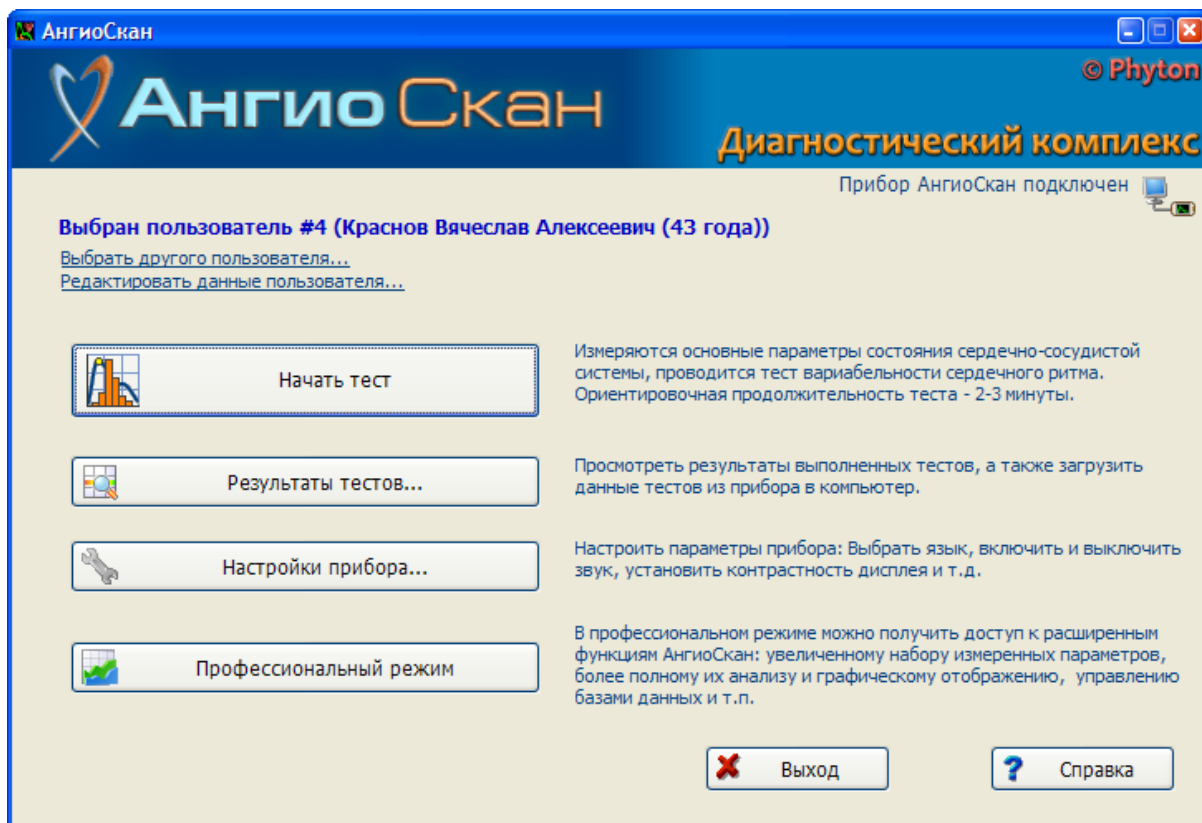 АнгиоСкан
© Phyton
Ангио Скан
Диагностический комплекс
Прибор АнгиоСкан подключен
Выбран пользователь #4 (Краснов Вячеслав Алексеевич (43 года))
Выбрать другого пользователя...
Редактировать данные пользователя...
Начать тест
Измеряются основные параметры состояния сердечно-сосудистой
системы, проводится тест вариабельности сердечного ритма.
Ориентировочная продолжительность теста - 2-3 минуты.
Результаты тестов...
Просмотреть результаты выполненных тестов, а также загрузить
данные тестов из прибора в компьютер.
Настройки прибора...
Настроить параметры прибора: Выбрать язык, включить и выключить
звук, установить контрастность дисплея и т.д.
Профессиональный режим
В профессиональном режиме можно получить доступ к расширенным
функциям АнгиоСкан: увеличенному набору измеренных параметров,
более полному их анализу и графическому отображению, управлению
базами данных и т.п.
Выход
Справка